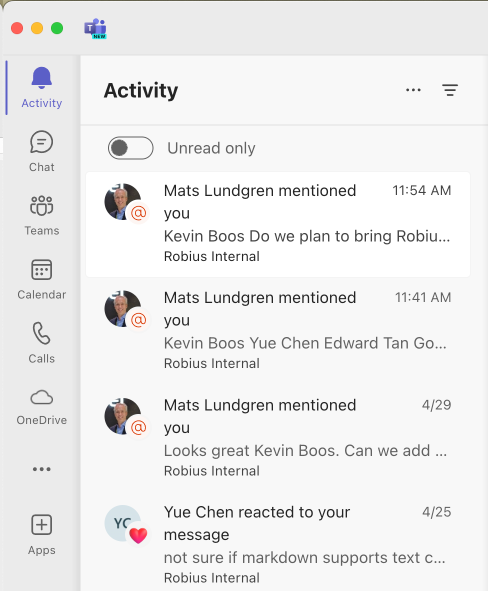 T
NEW
Activity
Activity
Chat
Teams
Calendar
Calls
OneDrive
Apps
Unread only
Mats Lundgren mentioned 11:54 AM
you
Kevin Boos Do we plan to bring Robiu...
Robius Internal
Mats Lundgren mentioned 11:41 AM
you
Kevin Boos Yue Chen Edward Tan Go...
Robius Internal
Mats Lundgren mentioned 4/29
you
Looks great Kevin Boos. Can we add ...
Robius Internal
YC
Yue Chen reacted to your 4/25
message
not sure if markdown supports text c...
Robius Internal